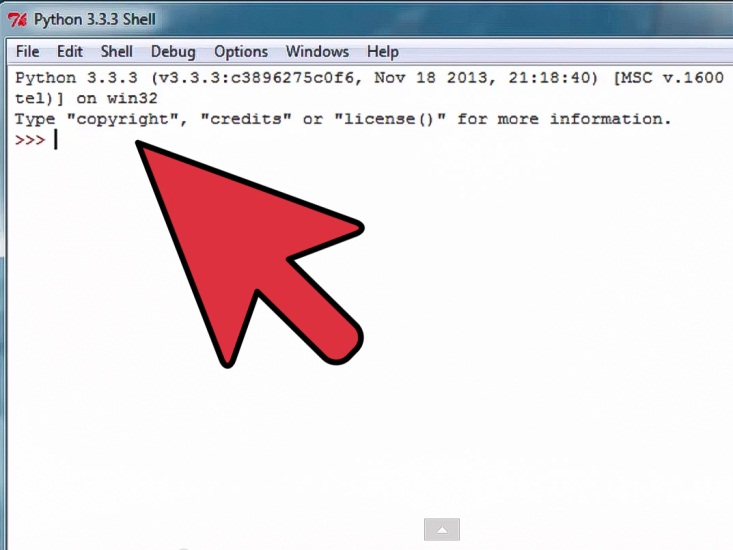 Python 3.3.3 Shell
File Edit Shell Debug Options Windows Help
Python 3.3.3 (v3.3.3:c3896275c0f6, Nov 18 2013, 21:18:40) [MSC v.1600
tel)] on win32
Type "copyright", "credits" or "license()" for more information.
>>>